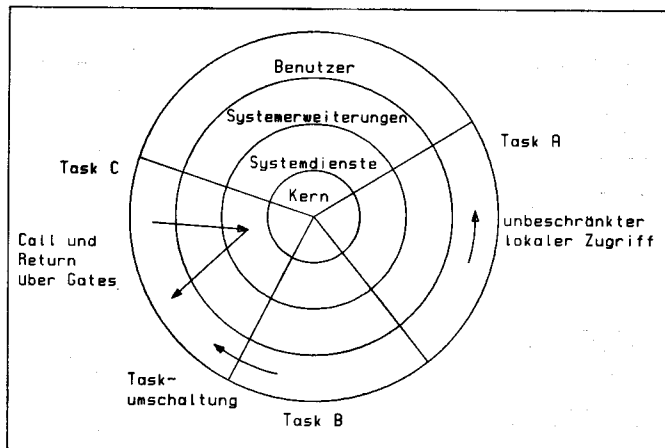 Benutzer
Systemerweiterungen
Systemdienste
Kern
Task A
Task C
unbeschränkter
lokaler Zugriff
Call und
Return
über Gates
Task-
umschaltung
Task B